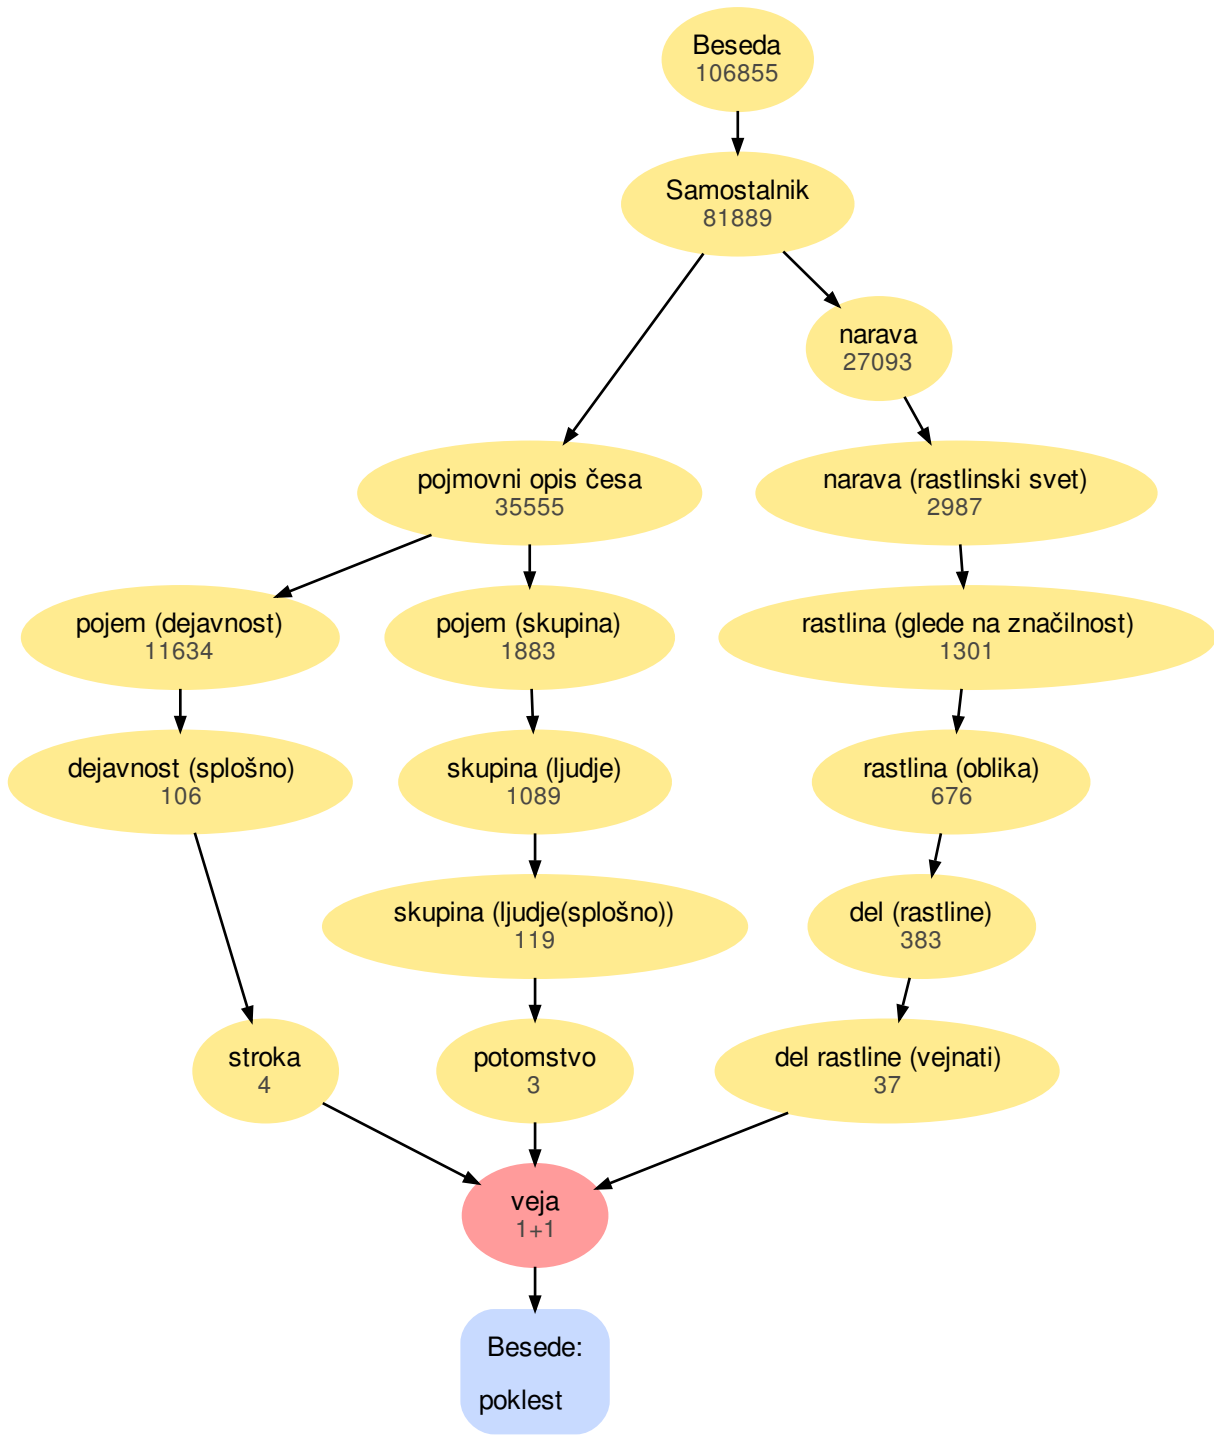 Beseda
106855
Samostalnik
81889
narava
27093
pojmovni opis česa
35555
narava (rastlinski svet)
2987
pojem (dejavnost)
11634
pojem (skupina)
1883
rastlina (glede na značilnost)
1301
dejavnost (splošno)
106
skupina (ljudje)
1089
rastlina (oblika)
676
skupina (ljudje(splošno))
119
del (rastline)
383
stroka
4
potomstvo
3
del rastline (vejnati)
37
veja
1+1
Besede:
poklest